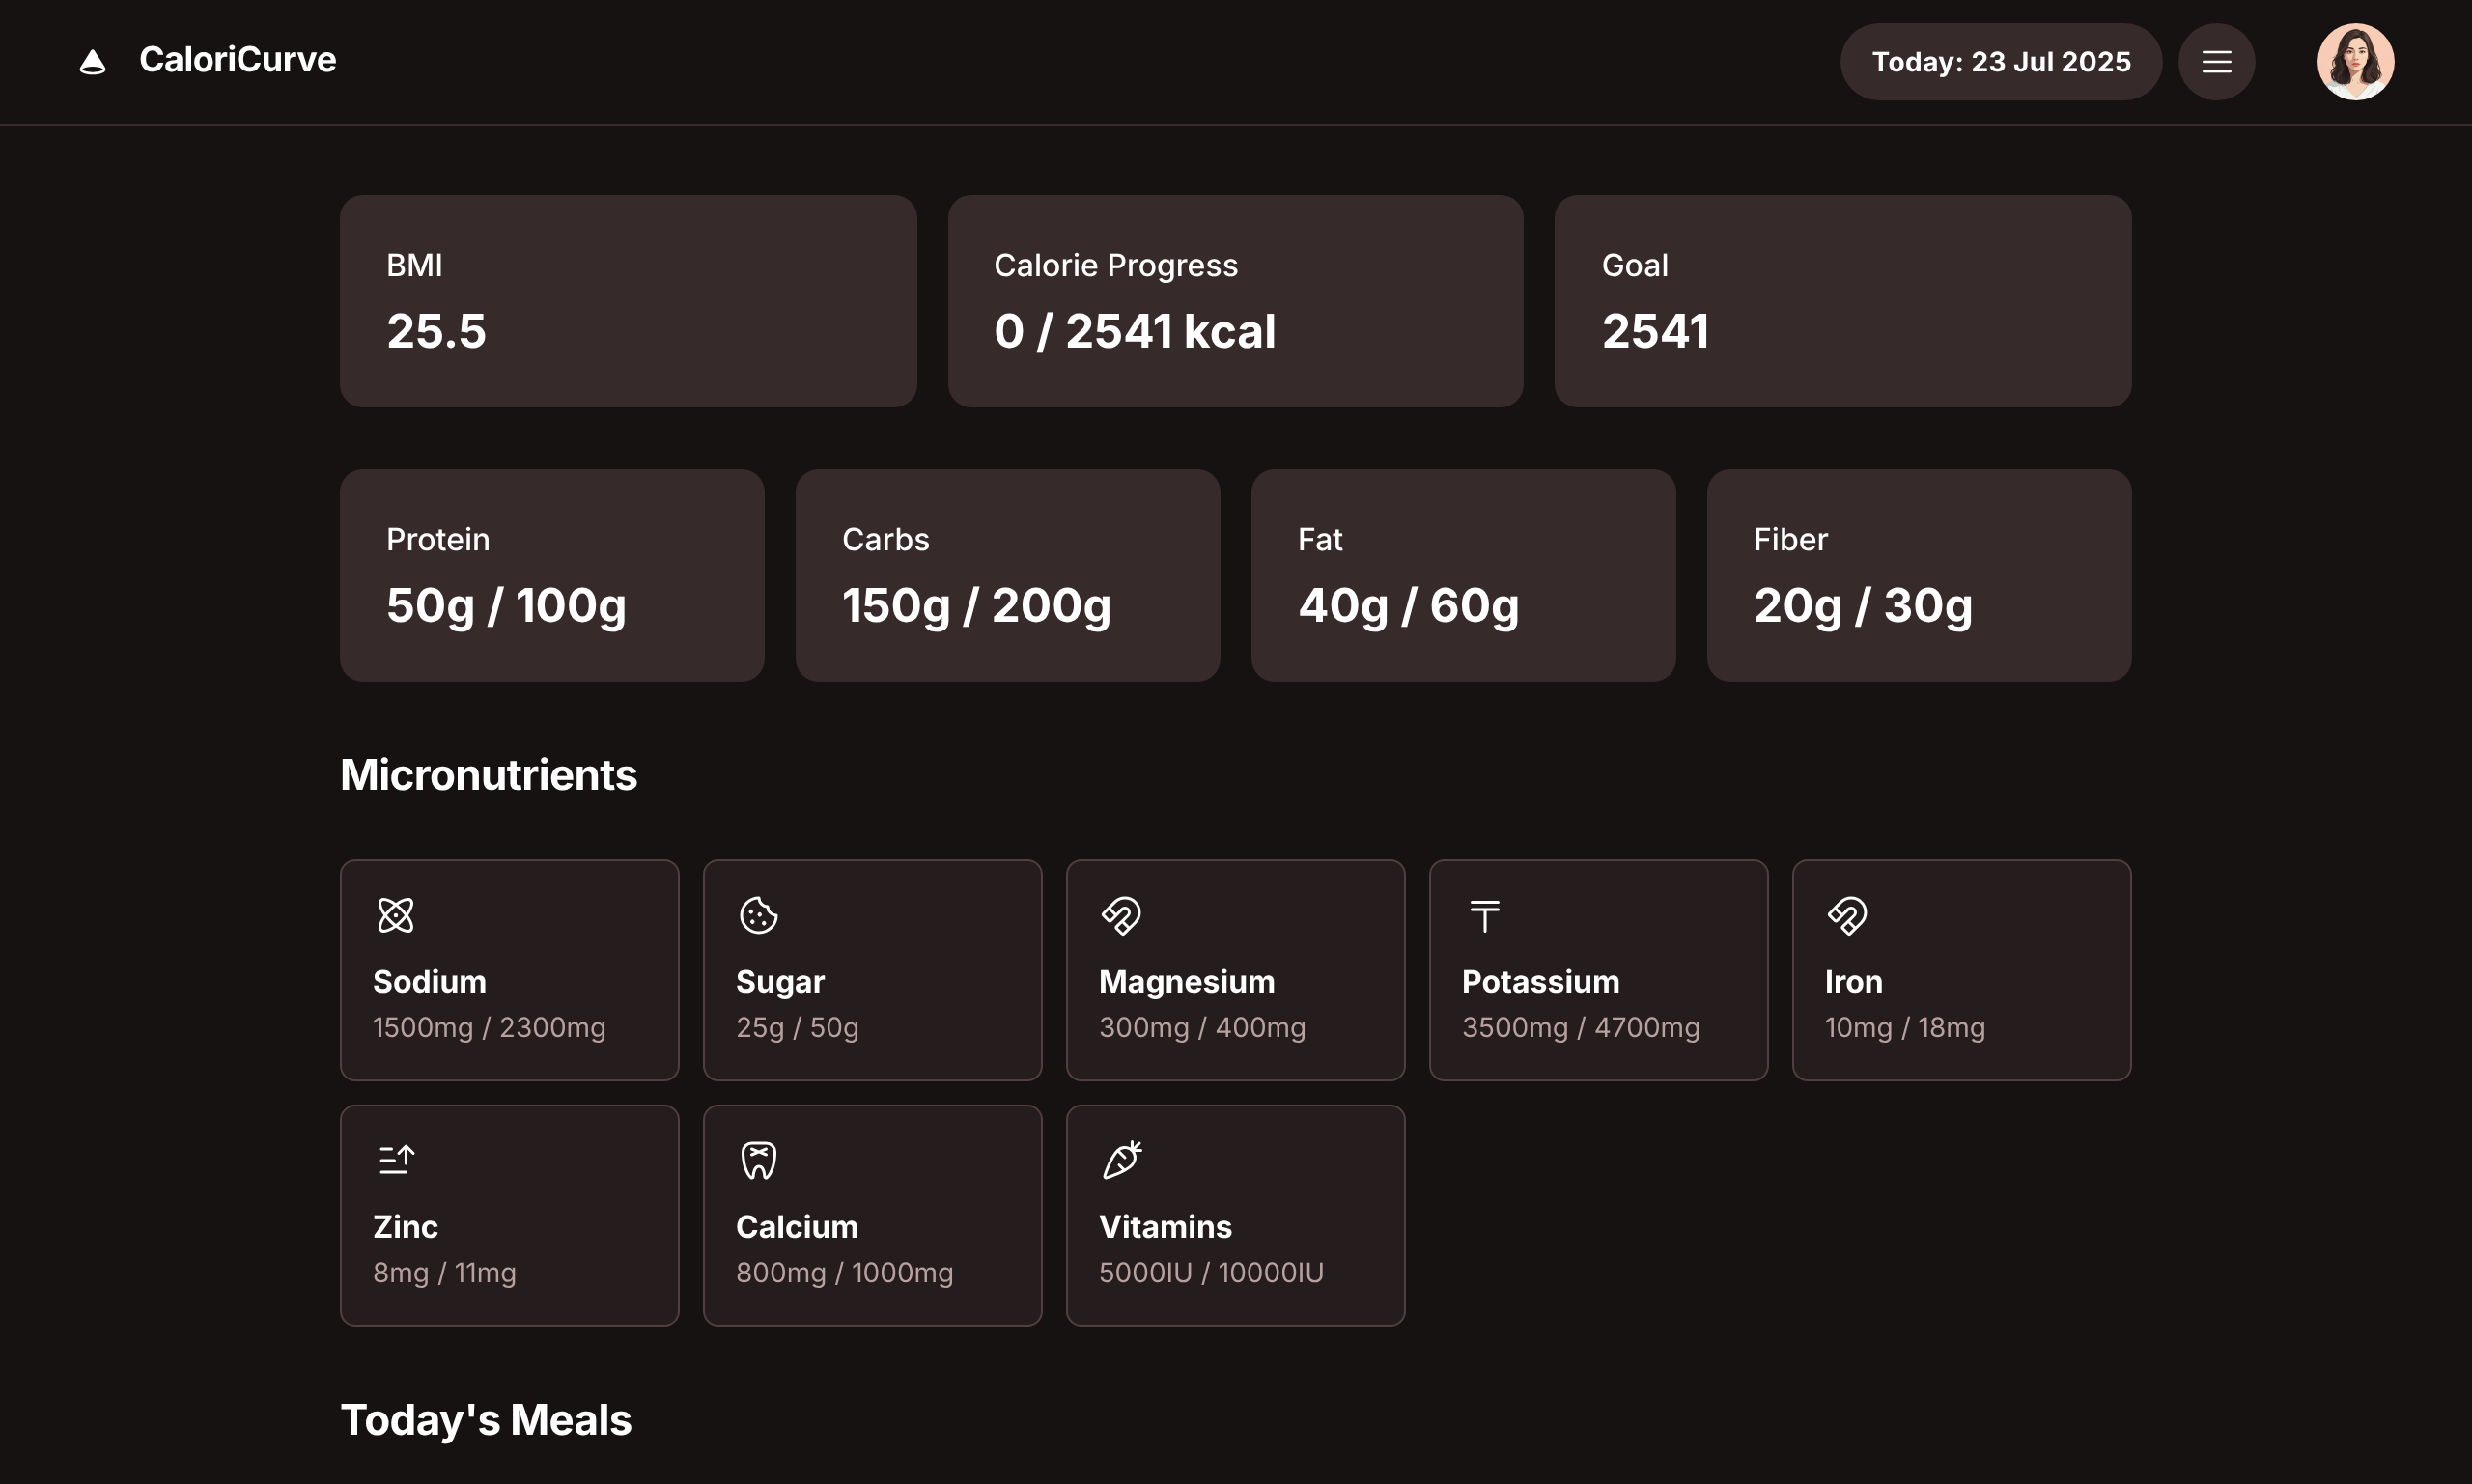 CaloriCurve
Today: 23 Jul 2025
BMI
25.5
Calorie Progress
0 / 2541 kcal
Goal
2541
Protein
50g / 100g
Carbs
150g / 200g
Fat
40g / 60g
Fiber
20g / 30g
Micronutrients
Sodium
1500mg / 2300mg
Sugar
25g / 50g
Magnesium
300mg / 400mg
Potassium
3500mg / 4700mg
Iron
10mg / 18mg
Zinc
8mg / 11mg
Calcium
800mg / 1000mg
Vitamins
5000IU / 10000IU
Today's Meals